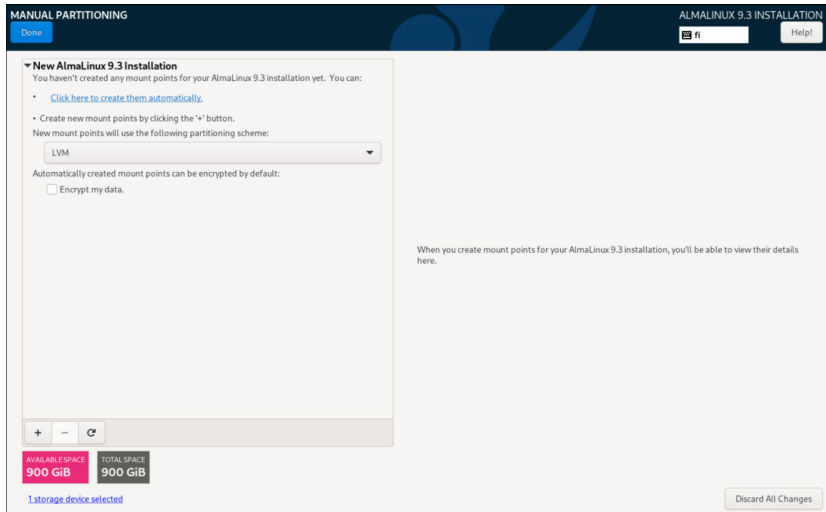 MANUAL PARTITIONING
ALMALINUX 9.3 INSTALLATION
Done
fi
Help!
New AlmaLinux 9.3 Installation
You haven't created any mount points for your AlmaLinux 9.3 installation yet. You can:
• Click here to create them automatically.
• Create new mount points by clicking the '+' button.
New mount points will use the following partitioning scheme:
LVM
Automatically created mount points can be encrypted by default:
Encrypt my data.
When you create mount points for your AlmaLinux 9.3 installation, you'll be able to view their details
here.
+ −
AVAILABLE SPACE
900 GiB
TOTAL SPACE
900 GiB
1 storage device selected
Discard All Changes